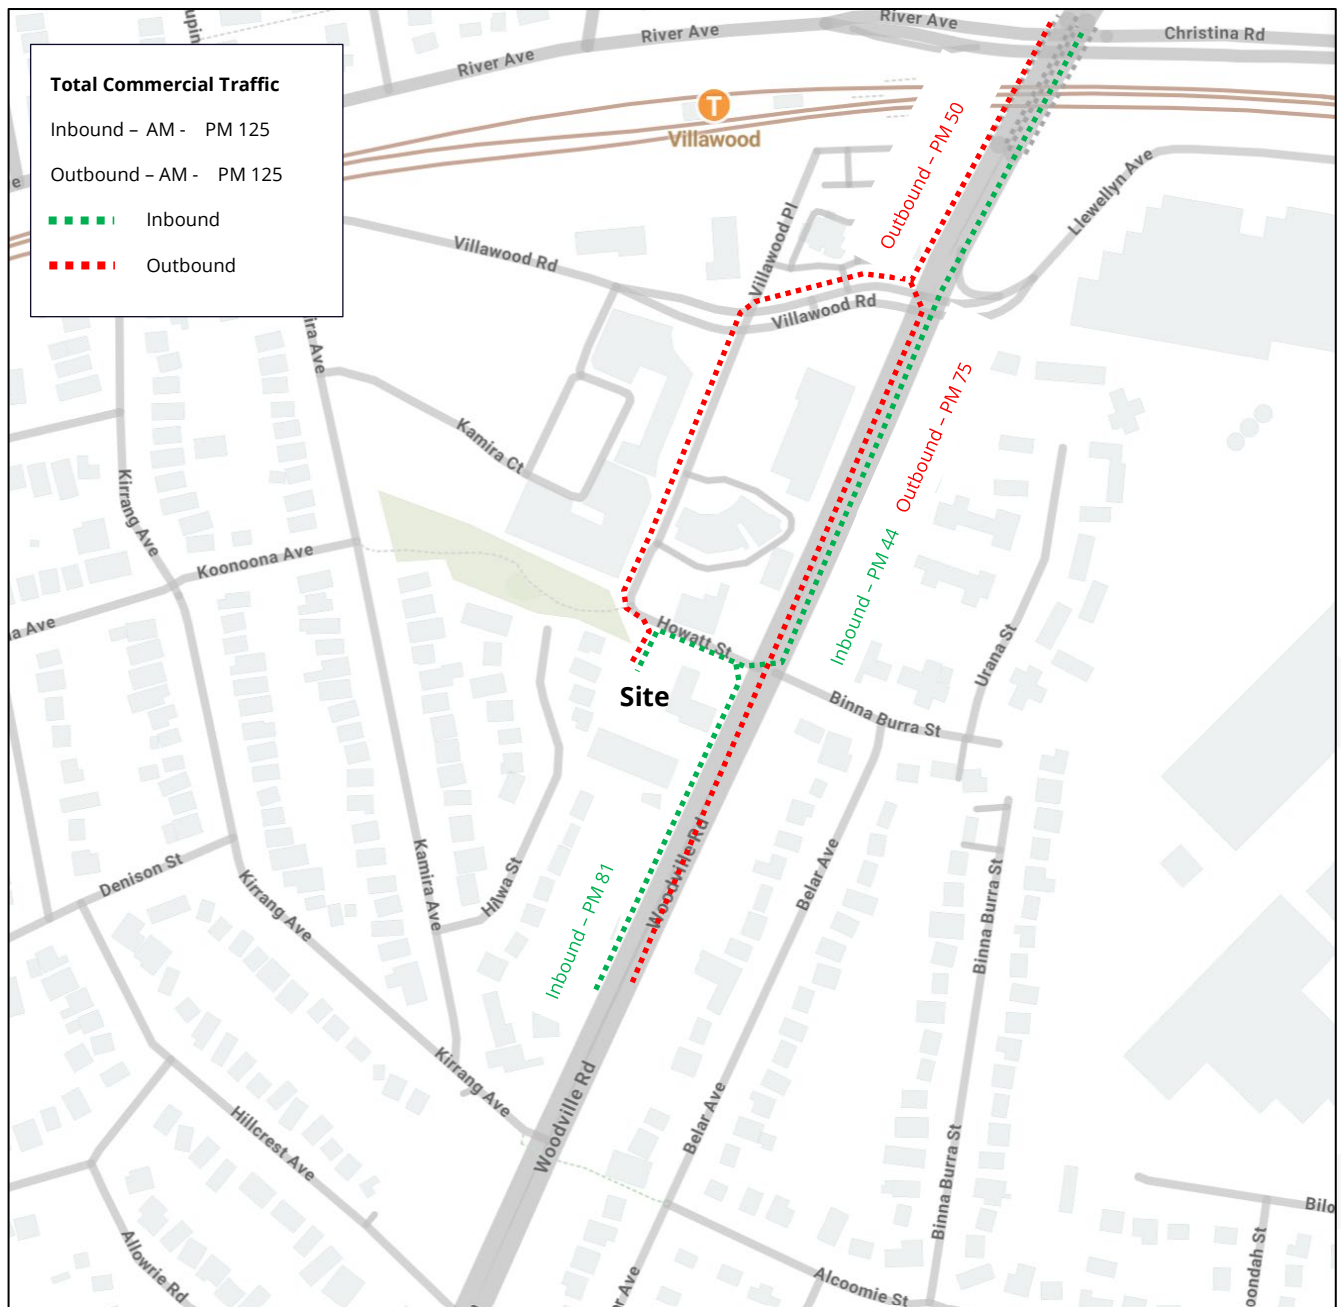 River Ave
Christina Rd
River Ave
River Ave
Total Commercial Traffic
Inbound – AM - PM 125
Outbound – AM - PM 125
Inbound
Outbound
T
Villawood
Outbound – PM 50
Llewellyn Ave
Villawood Pl
Villawood Rd
Villawood Rd
Outbound – PM 75
Kamira Ct
Kirrang Ave
Koonoona Ave
Inbound – PM 44
Howatt St
Urana St
Site
Binna Burra St
Woodville Rd
Kamira Ave
Belar Ave
Hilwa St
Denison St
Kirrang Ave
Inbound – PM 81
Binna Burra St
Kirrang Ave
Woodville Rd
Belar Ave
Hillcrest Ave
Binna Burra St
Allowrie Rd
Alcoomie St